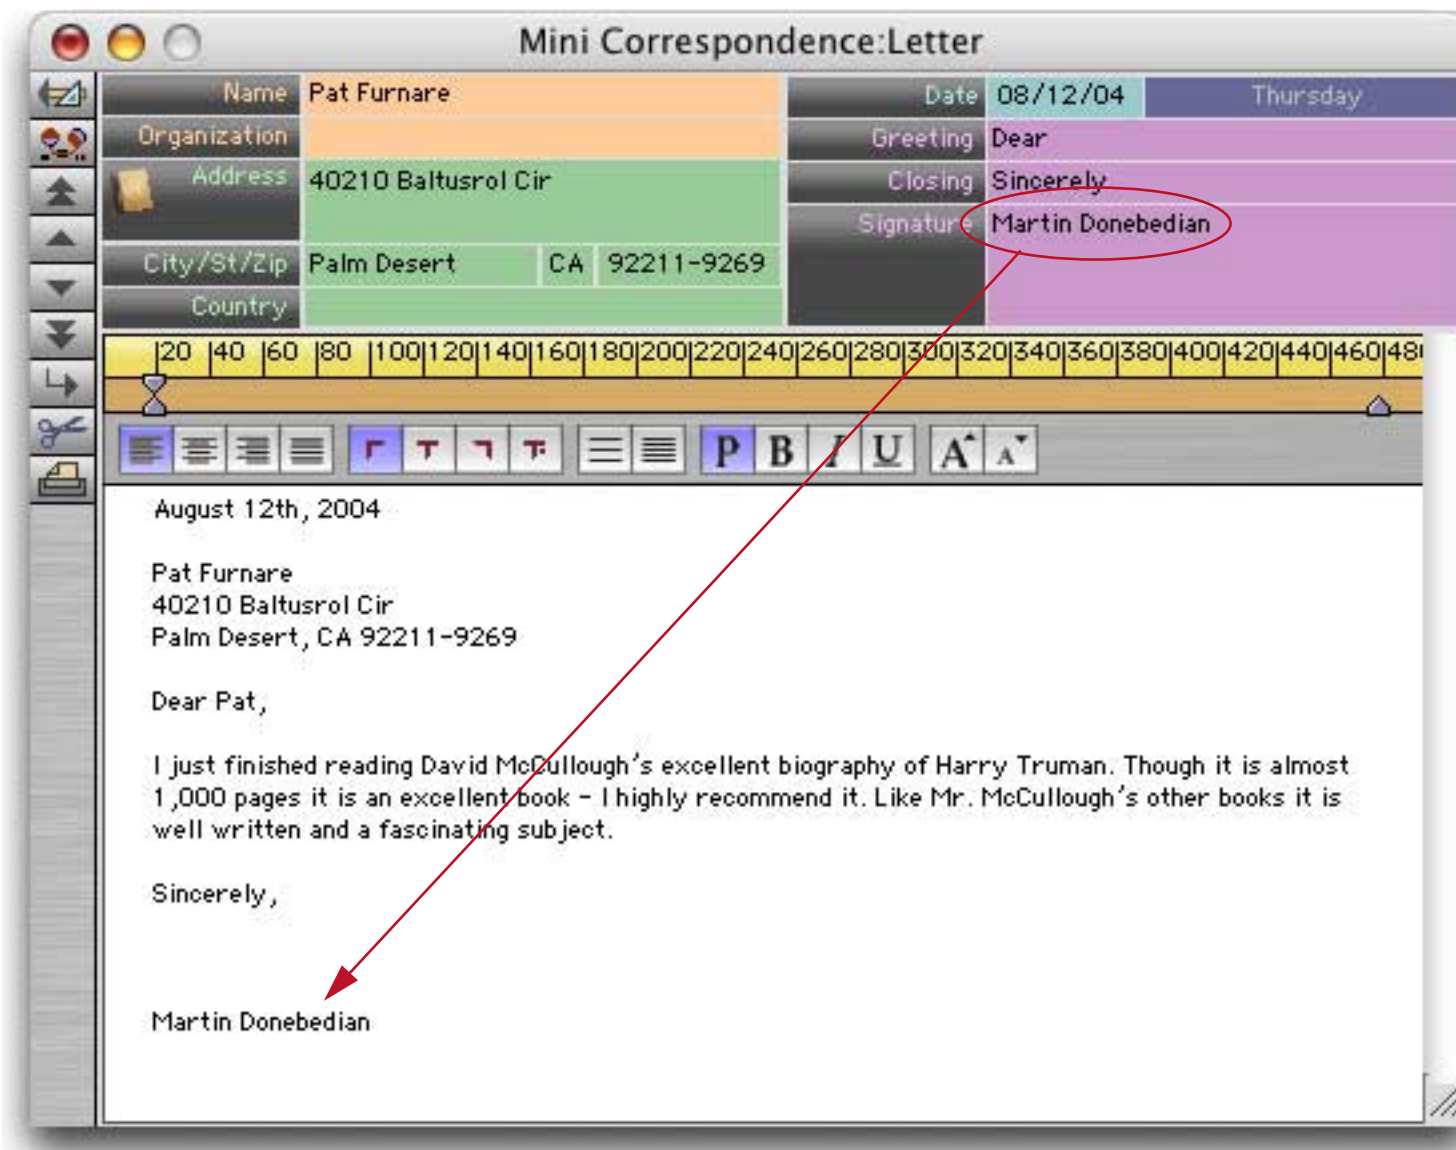 Mini Correspondence:Letter
Name Pat Furnare
Date 08/12/04 Thursday
Organization
Greeting Dear
Address 40210 Baltusrol Cir
Closing Sincerely
Signature Martin Donebedian
City/St/Zip Palm Desert CA 92211-9269
Country
|20 |40 |60 |80 |100|120|140|160|180|200|220|240|260|280|300|320|340|360|380|400|420|440|460|48
P B I U A A
August 12th, 2004
Pat Furnare
40210 Baltusrol Cir
Palm Desert, CA 92211-9269
Dear Pat,
I just finished reading David McCullough's excellent biography of Harry Truman. Though it is almost
1,000 pages it is an excellent book - I highly recommend it. Like Mr. McCullough's other books it is
well written and a fascinating subject.
Sincerely,
Martin Donebedian